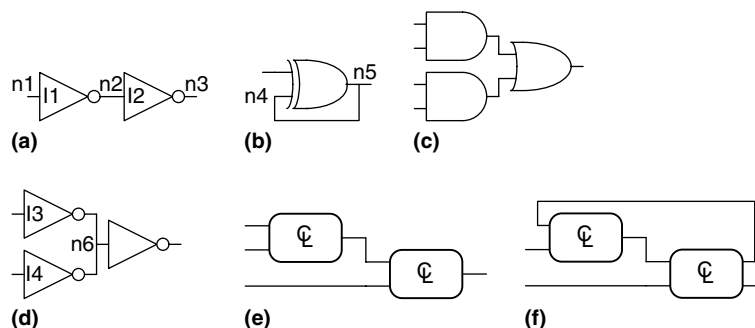 n1 I1 n2 I2 n3
(a)
n4 n5
(b)
(c)
I3
n6
I4
(d)
CL
CL
(e)
CL
CL
(f)